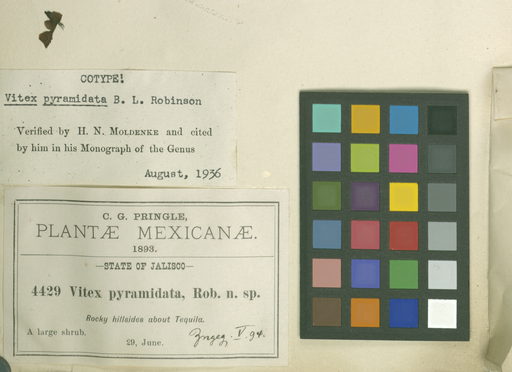 COTYPE!
Vitex pyramidata B. L. Robinson
Verified by H. N. MOLDENKE and cited
by him in his Monograph of the Genus
August, 1936
C. G. PRINGLE,
PLANTÆ MEXICANÆ.
1893.
—STATE OF JALISCO—
4429 Vitex pyramidata, Rob. n. sp.
Rocky hillsides about Tequila.
A large shrub.
29, June.
V. 94.